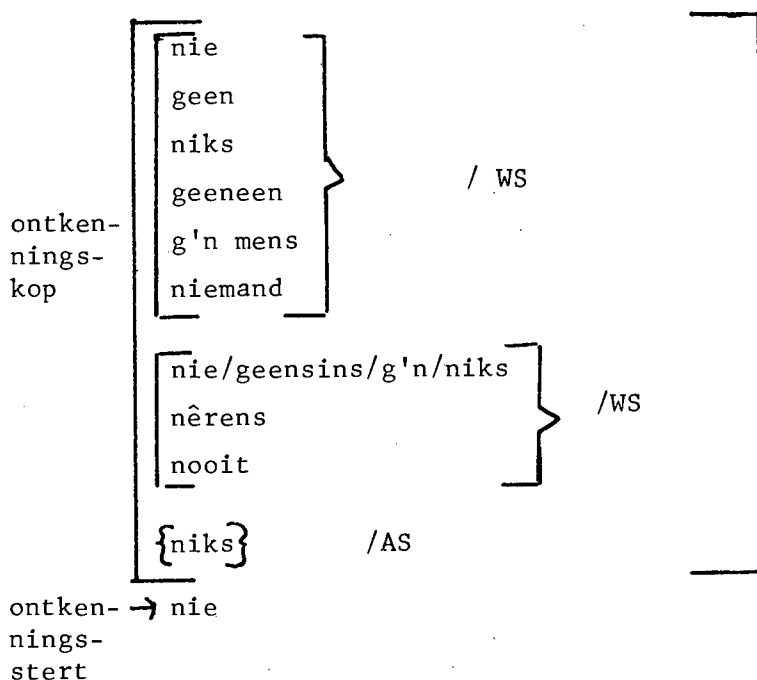 nie
geen
niks
geeneen
g'n mens
niemand
/ WS
ontken-
nings-
kop
nie/geensins/g'n/niks
nêrens
nooit
/WS
{niks} /AS
ontken- → nie
nings-
stert